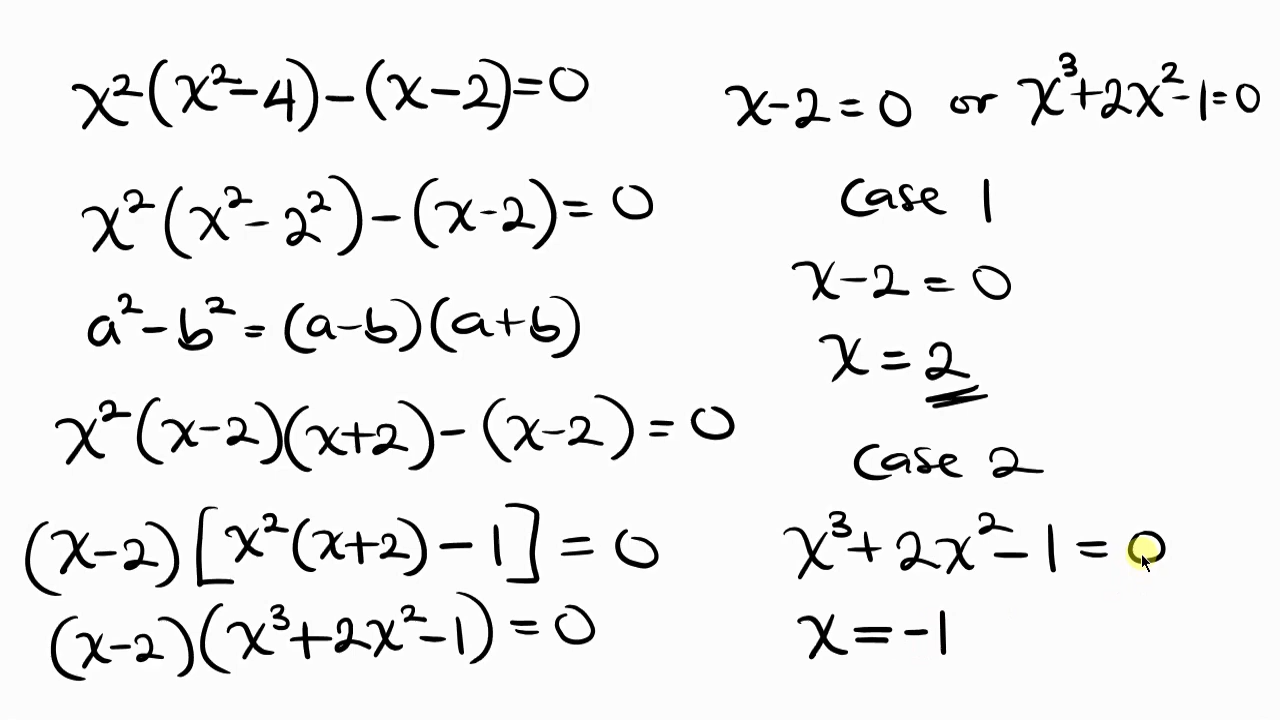 x²(x²-4)-(x-2)=0
x²(x²-2²)-(x-2)=0
a²-b²=(a-b)(a+b)
x²(x-2)(x+2)-(x-2)=0
(x-2)[x²(x+2)-1]=0
(x-2)(x³+2x²-1)=0
x-2=0 or x³+2x²-1=0
Case 1
x-2=0
x=2
Case 2
x³+2x²-1=0
x=-1